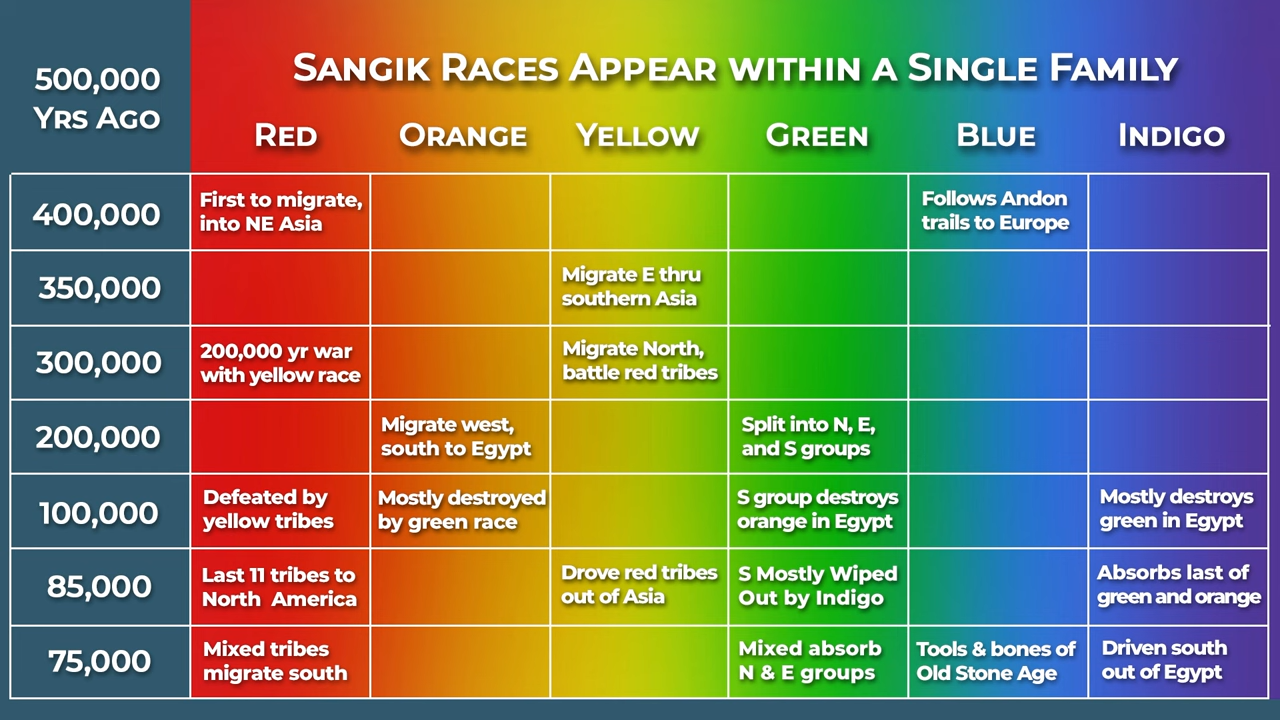 500,000
Yrs Ago
Sangik Races Appear within a Single Family
Red Orange Yellow Green Blue Indigo
400,000
First to migrate,
into NE Asia
Follows Andon
trails to Europe
350,000
Migrate E thru
southern Asia
300,000
200,000 yr war
with yellow race
Migrate North,
battle red tribes
200,000
Migrate west,
south to Egypt
Split into N, E,
and S groups
100,000
Defeated by
yellow tribes
Mostly destroyed
by green race
S group destroys
orange in Egypt
Mostly destroys
green in Egypt
85,000
Last 11 tribes to
North America
Drove red tribes
out of Asia
S Mostly Wiped
Out by Indigo
Absorbs last of
green and orange
75,000
Mixed tribes
migrate south
Mixed absorb
N & E groups
Tools & bones of
Old Stone Age
Driven south
out of Egypt